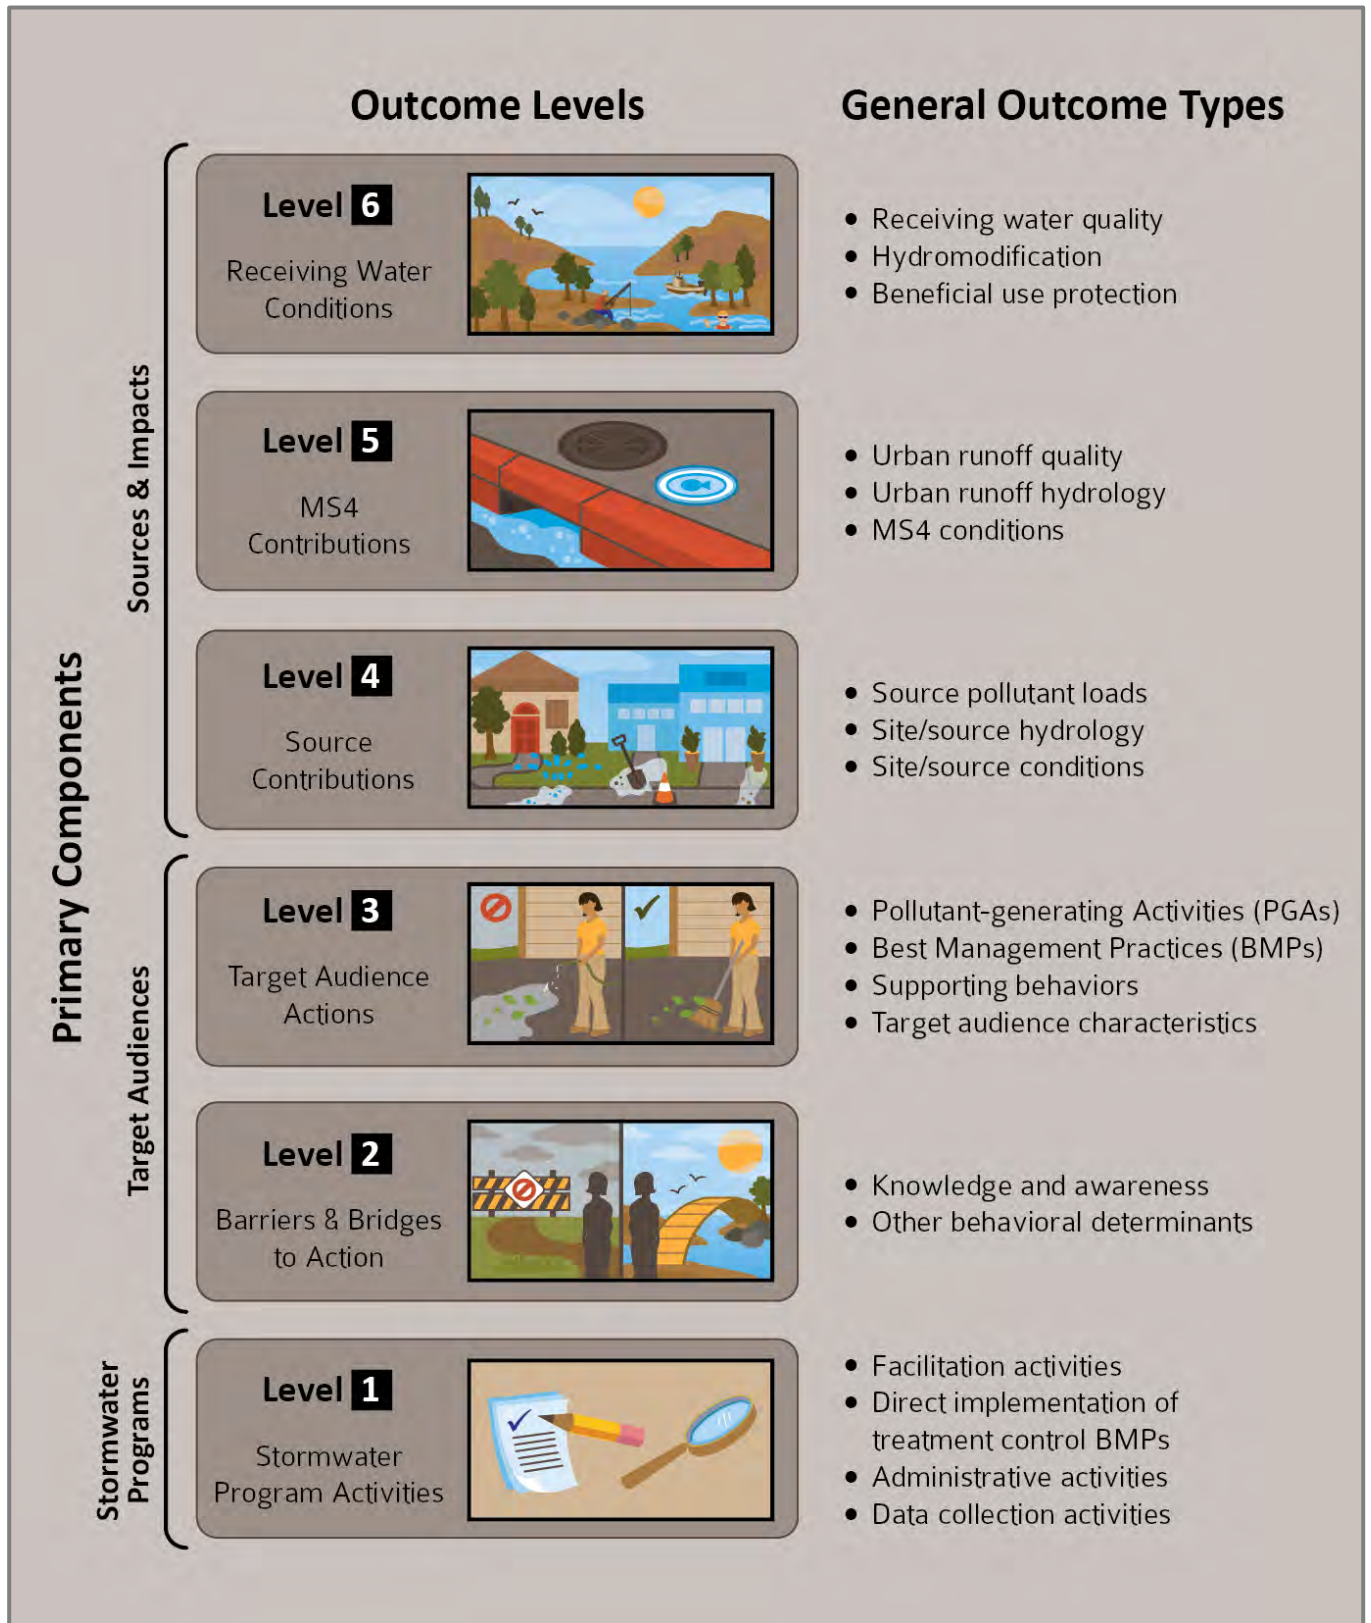 Outcome Levels
General Outcome Types
Primary Components
Sources & Impacts
Level 6
Receiving Water
Conditions
• Receiving water quality
• Hydromodification
• Beneficial use protection
Level 5
MS4
Contributions
• Urban runoff quality
• Urban runoff hydrology
• MS4 conditions
Level 4
Source
Contributions
• Source pollutant loads
• Site/source hydrology
• Site/source conditions
Target Audiences
Level 3
Target Audience
Actions
• Pollutant-generating Activities (PGAs)
• Best Management Practices (BMPs)
• Supporting behaviors
• Target audience characteristics
Level 2
Barriers & Bridges
to Action
• Knowledge and awareness
• Other behavioral determinants
Stormwater
Programs
Level 1
Stormwater
Program Activities
• Facilitation activities
• Direct implementation of
treatment control BMPs
• Administrative activities
• Data collection activities